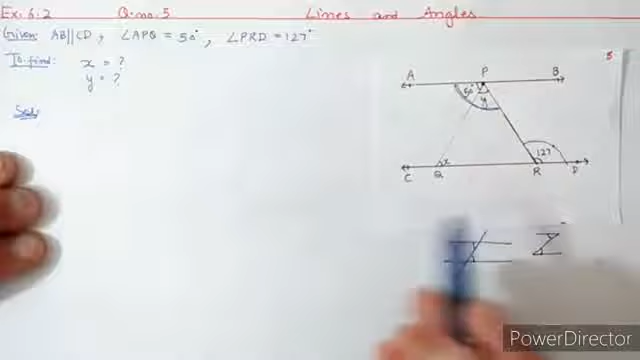 Ex. 6.2 Q. no. 5 Lines and Angles
Given: AB||CD, ∠APQ = 50°, ∠PRD = 127°
To find: x = ?
y = ?
Sol:
5
A P B
50° y
127°
x
C Q R D
PowerDirector